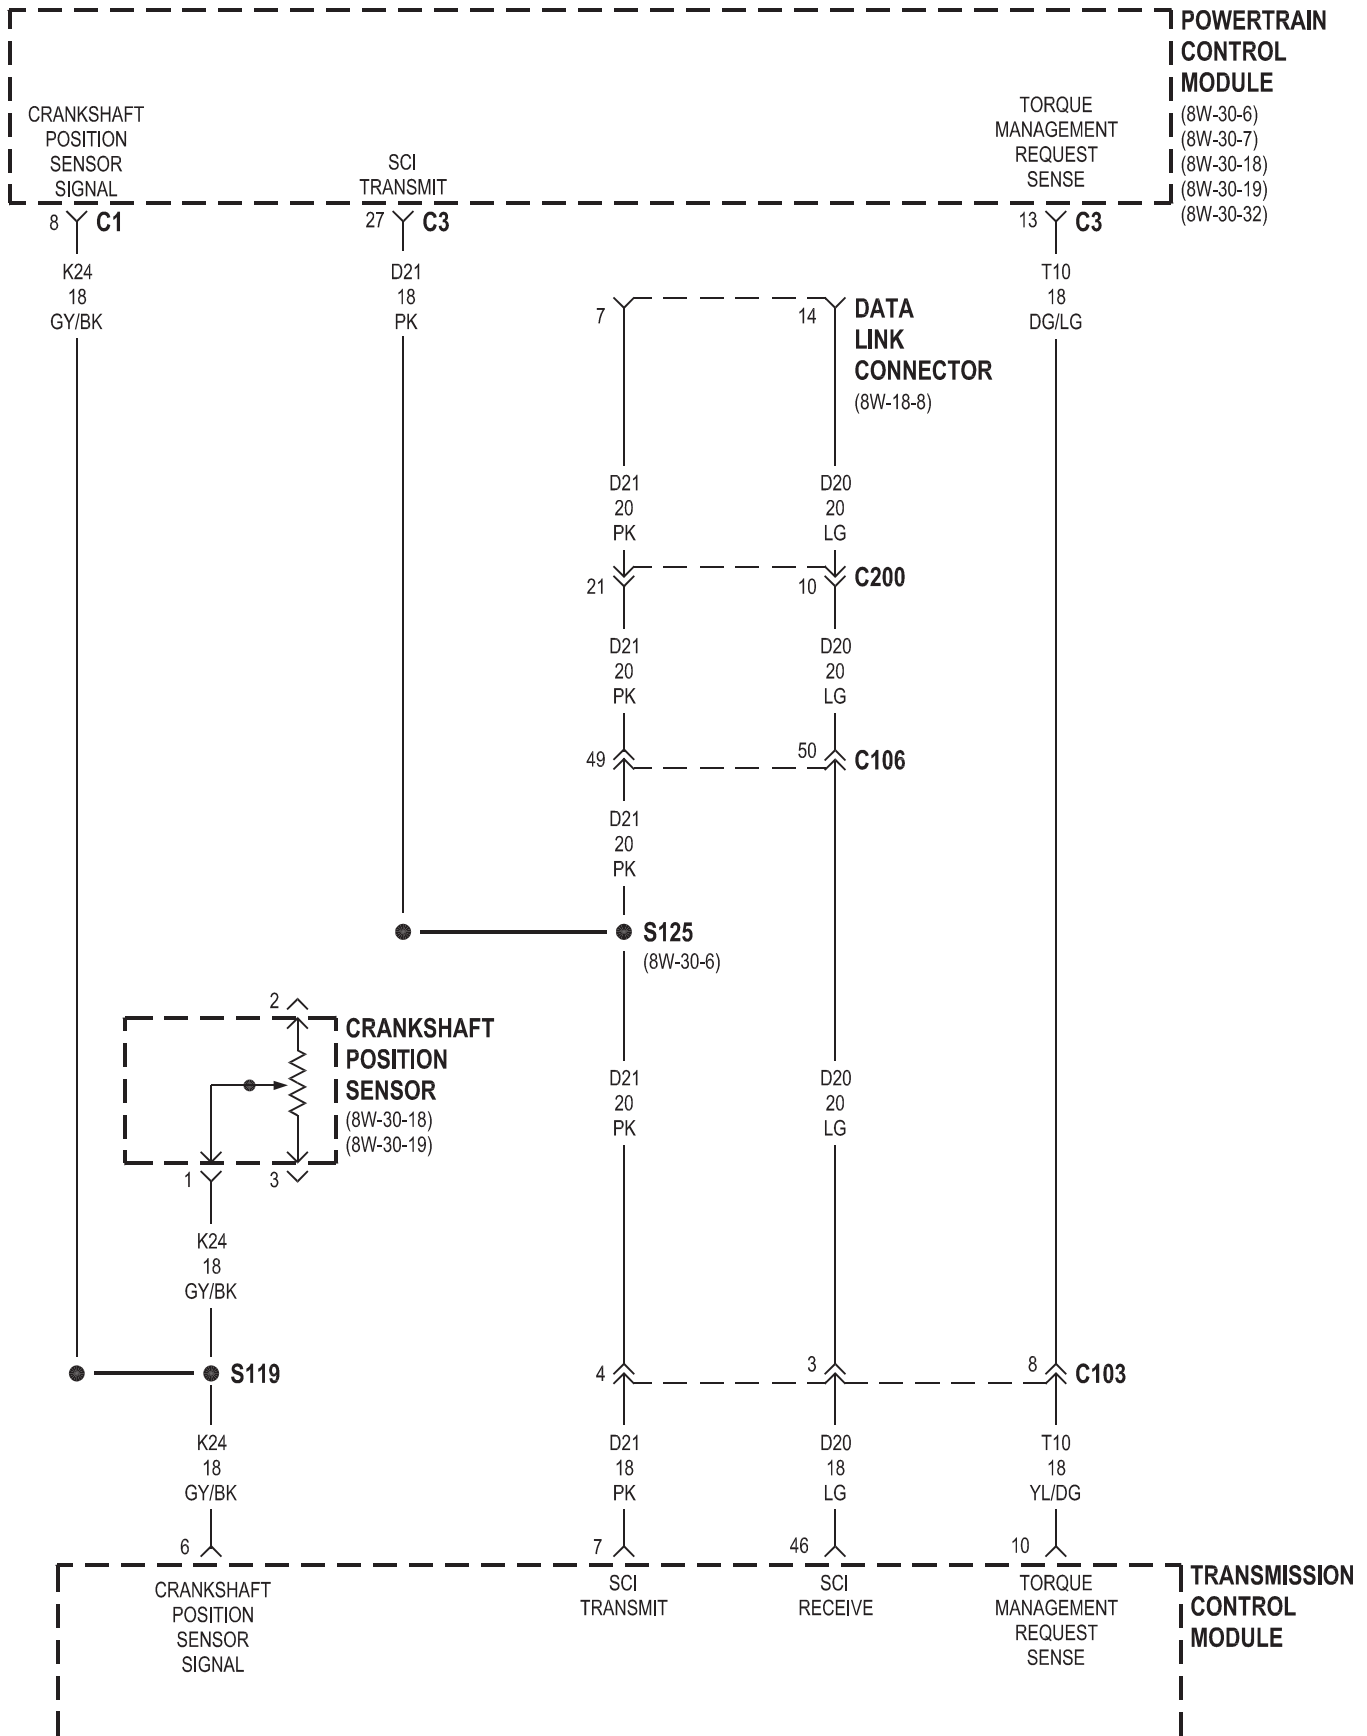 POWERTRAIN
CONTROL
MODULE
(8W-30-6)
(8W-30-7)
(8W-30-18)
(8W-30-19)
(8W-30-32)
CRANKSHAFT
POSITION
SENSOR
SIGNAL
SCI
TRANSMIT
TORQUE
MANAGEMENT
REQUEST
SENSE
8 C1
27 C3
13 C3
K24
18
GY/BK
D21
18
PK
T10
18
DG/LG
7
14
DATA
LINK
CONNECTOR
(8W-18-8)
D21
20
PK
D20
20
LG
21
10
C200
D21
20
PK
D20
20
LG
49
50
C106
D21
20
PK
S125
(8W-30-6)
2
CRANKSHAFT
POSITION
SENSOR
(8W-30-18)
(8W-30-19)
1
3
D21
20
PK
D20
20
LG
K24
18
GY/BK
S119
4
3
8
C103
K24
18
GY/BK
D21
18
PK
D20
18
LG
T10
18
YL/DG
6
7
46
10
CRANKSHAFT
POSITION
SENSOR
SIGNAL
SCI
TRANSMIT
SCI
RECEIVE
TORQUE
MANAGEMENT
REQUEST
SENSE
TRANSMISSION
CONTROL
MODULE